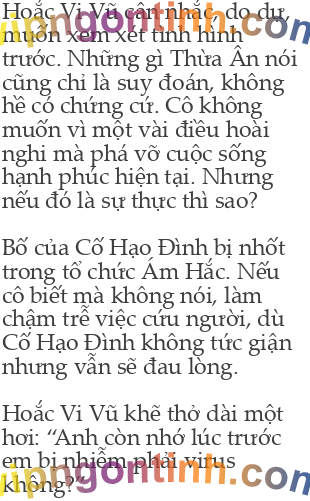 Hoắc Vi Vũ cân nhắc, do dự,
muốn xem xét tình hình
trước. Những gì Thừa Ân nói
cũng chỉ là suy đoán, không
hề có chứng cứ. Cô không
muốn vì một vài điều hoài
nghi mà phá vỡ cuộc sống
hạnh phúc hiện tại. Nhưng
nếu đó là sự thực thì sao?
Bố của Cố Hạo Đình bị nhốt
trong tổ chức Ám Hắc. Nếu
cô biết mà không nói, làm
chậm trễ việc cứu người, dù
Cố Hạo Đình không tức giận
nhưng vẫn sẽ đau lòng.
Hoắc Vi Vũ khẽ thở dài một
hơi: “Anh còn nhớ lúc trước
em bị nhiễm phải virus
không?”
vipngontinh.com
vipngontinh.com